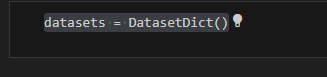 datasets = DatasetDict()